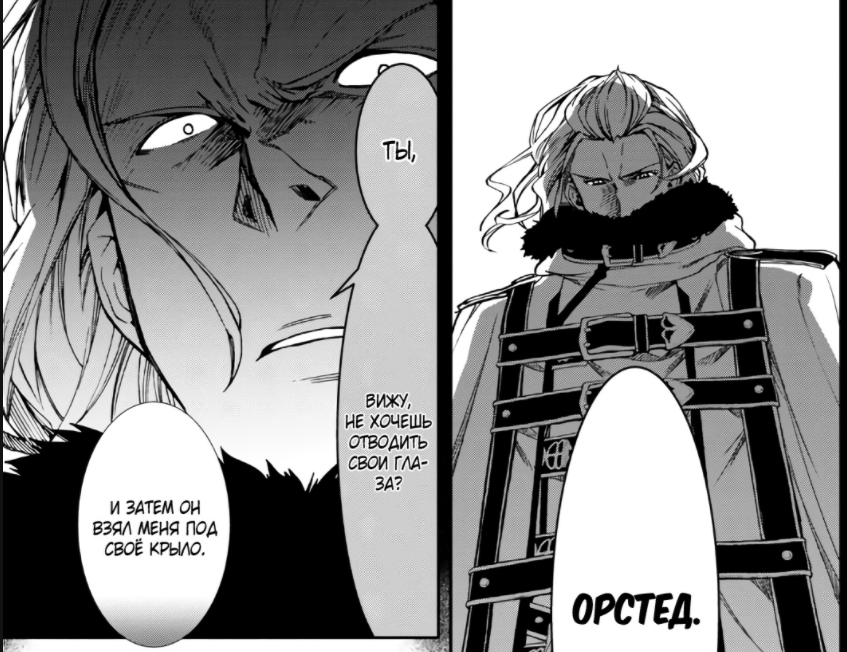 ОРСТЕД.
ТЫ,
ВИЖУ,
НЕ ХОЧЕШЬ
ОТВОДИТЬ
СВОИ ГЛА-
ЗА?
И ЗАТЕМ ОН
ВЗЯЛ МЕНЯ ПОД
СВОЁ КРЫЛО.